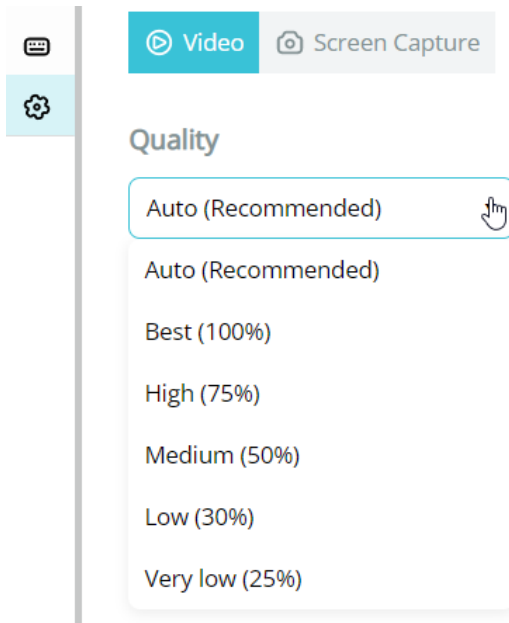 Video
Screen Capture
Quality
Auto (Recommended)
Auto (Recommended)
Best (100%)
High (75%)
Medium (50%)
Low (30%)
Very low (25%)